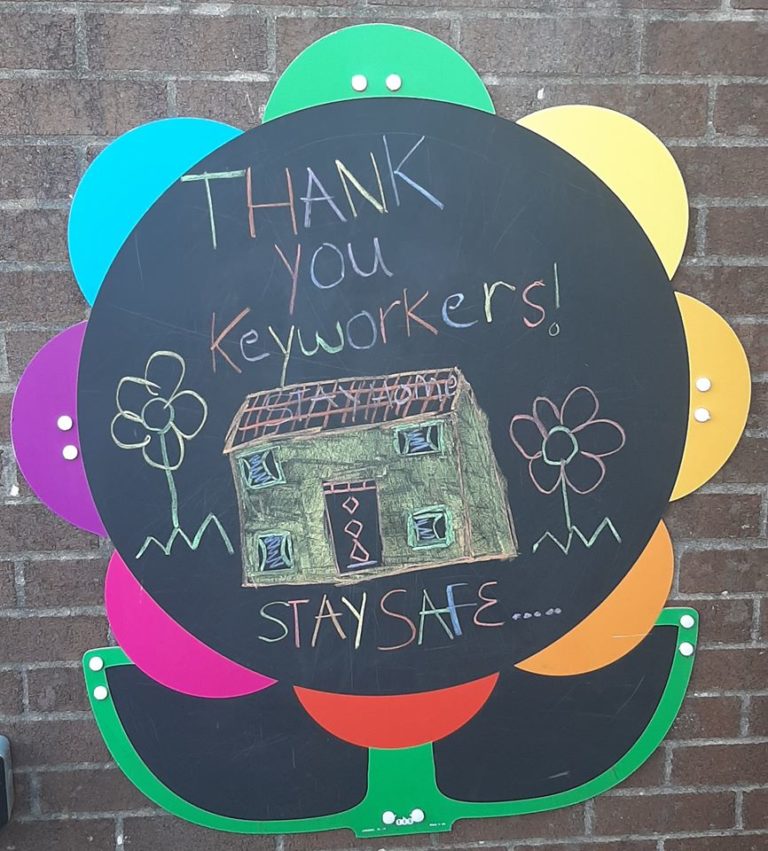 THANK
you
Keyworkers!
STAY Home
STAY SAFE.....